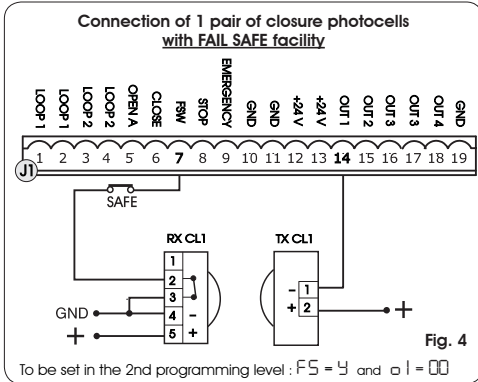 Connection of 1 pair of closure photocells
with FAIL SAFE facility
LOOP 1
LOOP 1
LOOP 2
LOOP 2
OPEN A
CLOSE
FSW
STOP
EMERGENCY
GND
GND
+24 V
+24 V
OUT 1
OUT 2
OUT 3
OUT 3
OUT 4
GND
1 2 3 4 5 6 7 8 9 10 11 12 13 14 15 16 17 18 19
J1
SAFE
RX CL1
TX CL1
1
2
3
GND 4 -
+ 5 +
- 1
+ 2 +
Fig. 4
To be set in the 2nd programming level : FS = Y and o1 = 00